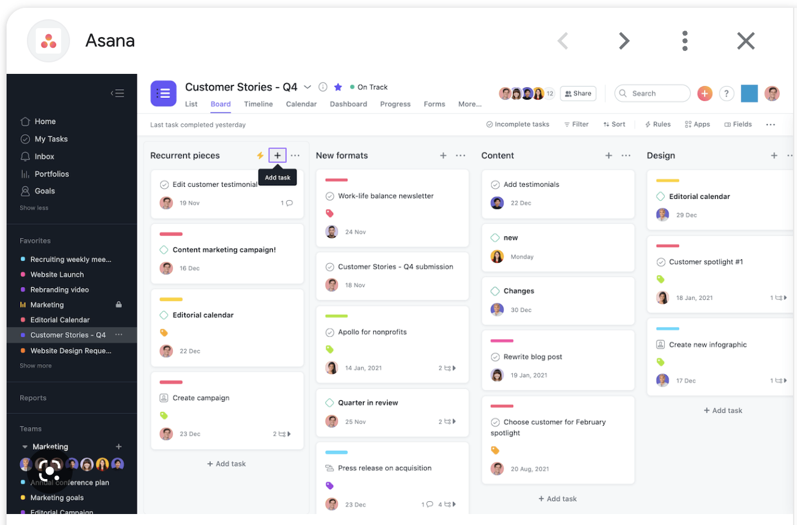 Asana
Customer Stories - Q4
On Track
12
Share
Search
?
List Board Timeline Calendar Dashboard Progress Forms More...
Last task completed yesterday
Incomplete tasks
Filter
Sort
Rules
Apps
Fields
Home
My Tasks
Inbox
Portfolios
Goals
Show less
Favorites
Recruiting weekly mee...
Website Launch
Rebranding video
Marketing
Editorial Calendar
Customer Stories - Q4
Website Design Reque...
Show more
Reports
Teams
Marketing
Annual conference plan
Marketing goals
Editorial Campaign
Recurrent pieces
Add task
Edit customer testimonial
19 Nov
1
Content marketing campaign!
16 Dec
Editorial calendar
22 Dec
Create campaign
23 Dec
2
+ Add task
New formats
Work-life balance newsletter
24 Nov
Customer Stories - Q4 submission
18 Nov
Apollo for nonprofits
14 Jan, 2021
2
Quarter in review
25 Nov
2
Press release on acquisition
23 Dec
1
4
Content
Add testimonials
22 Dec
new
Monday
Changes
30 Dec
Rewrite blog post
19 Jan, 2021
Choose customer for February
spotlight
20 Aug, 2021
+ Add task
Design
Editorial calendar
29 Dec
Customer spotlight #1
18 Jan, 2021
1
Create new infographic
17 Dec
1
+ Add task